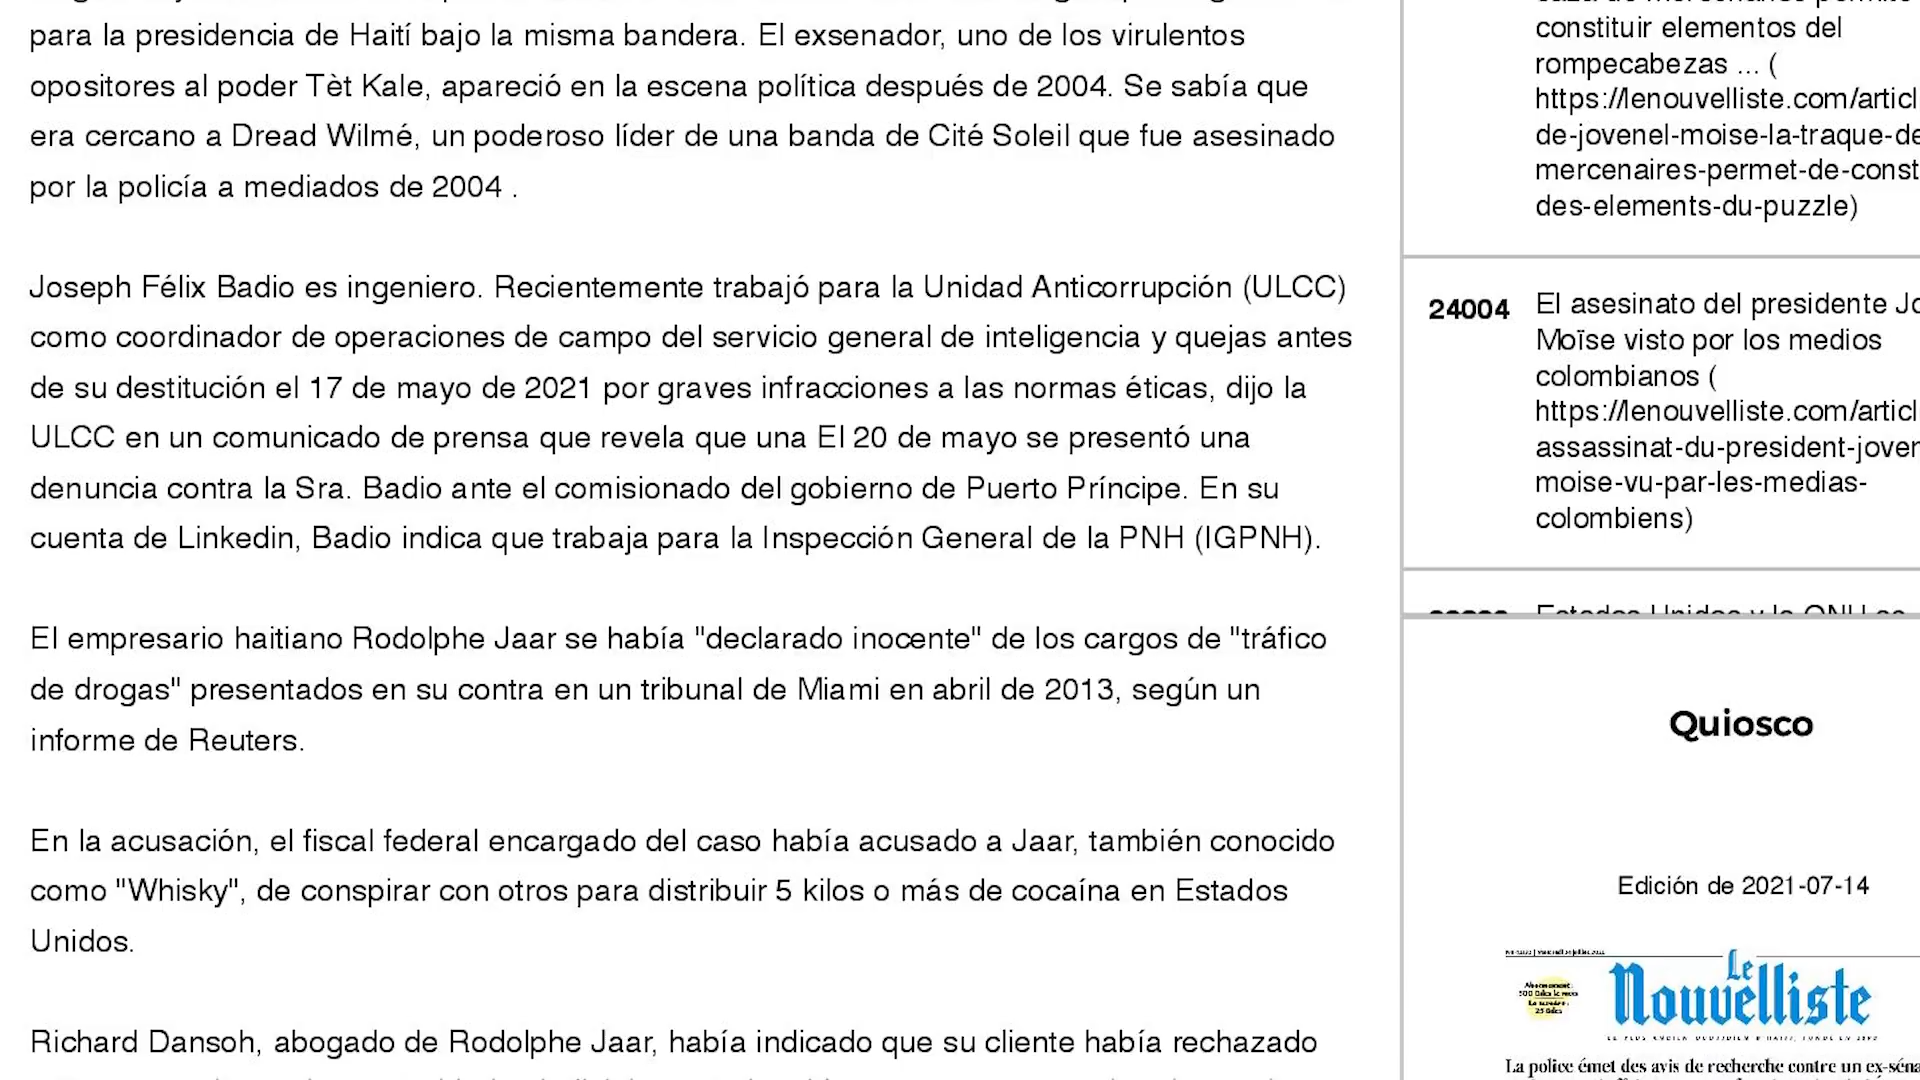 para la presidencia de Haití bajo la misma bandera. El exsenador, uno de los virulentos
opositores al poder Tèt Kale, apareció en la escena política después de 2004. Se sabía que
era cercano a Dread Wilmé, un poderoso líder de una banda de Cité Soleil que fue asesinado
por la policía a mediados de 2004 .
Joseph Félix Badio es ingeniero. Recientemente trabajó para la Unidad Anticorrupción (ULCC)
como coordinador de operaciones de campo del servicio general de inteligencia y quejas antes
de su destitución el 17 de mayo de 2021 por graves infracciones a las normas éticas, dijo la
ULCC en un comunicado de prensa que revela que una El 20 de mayo se presentó una
denuncia contra la Sra. Badio ante el comisionado del gobierno de Puerto Príncipe. En su
cuenta de Linkedin, Badio indica que trabaja para la Inspección General de la PNH (IGPNH).
El empresario haitiano Rodolphe Jaar se había "declarado inocente" de los cargos de "tráfico
de drogas" presentados en su contra en un tribunal de Miami en abril de 2013, según un
informe de Reuters.
En la acusación, el fiscal federal encargado del caso había acusado a Jaar, también conocido
como "Whisky", de conspirar con otros para distribuir 5 kilos o más de cocaína en Estados
Unidos.
Richard Dansoh, abogado de Rodolphe Jaar, había indicado que su cliente había rechazado
constituir elementos del
rompecabezas ... (
https://lenouvelliste.com/articl
de-jovenel-moise-la-traque-de
mercenaires-permet-de-const
des-elements-du-puzzle)
24004
El asesinato del presidente Jo
Moïse visto por los medios
colombianos (
https://lenouvelliste.com/articl
assassinat-du-president-joven
moise-vu-par-les-medias-
colombiens)
Quiosco
Edición de 2021-07-14
Le
Nouvelliste
La police émet des avis de recherche contre un ex-séna